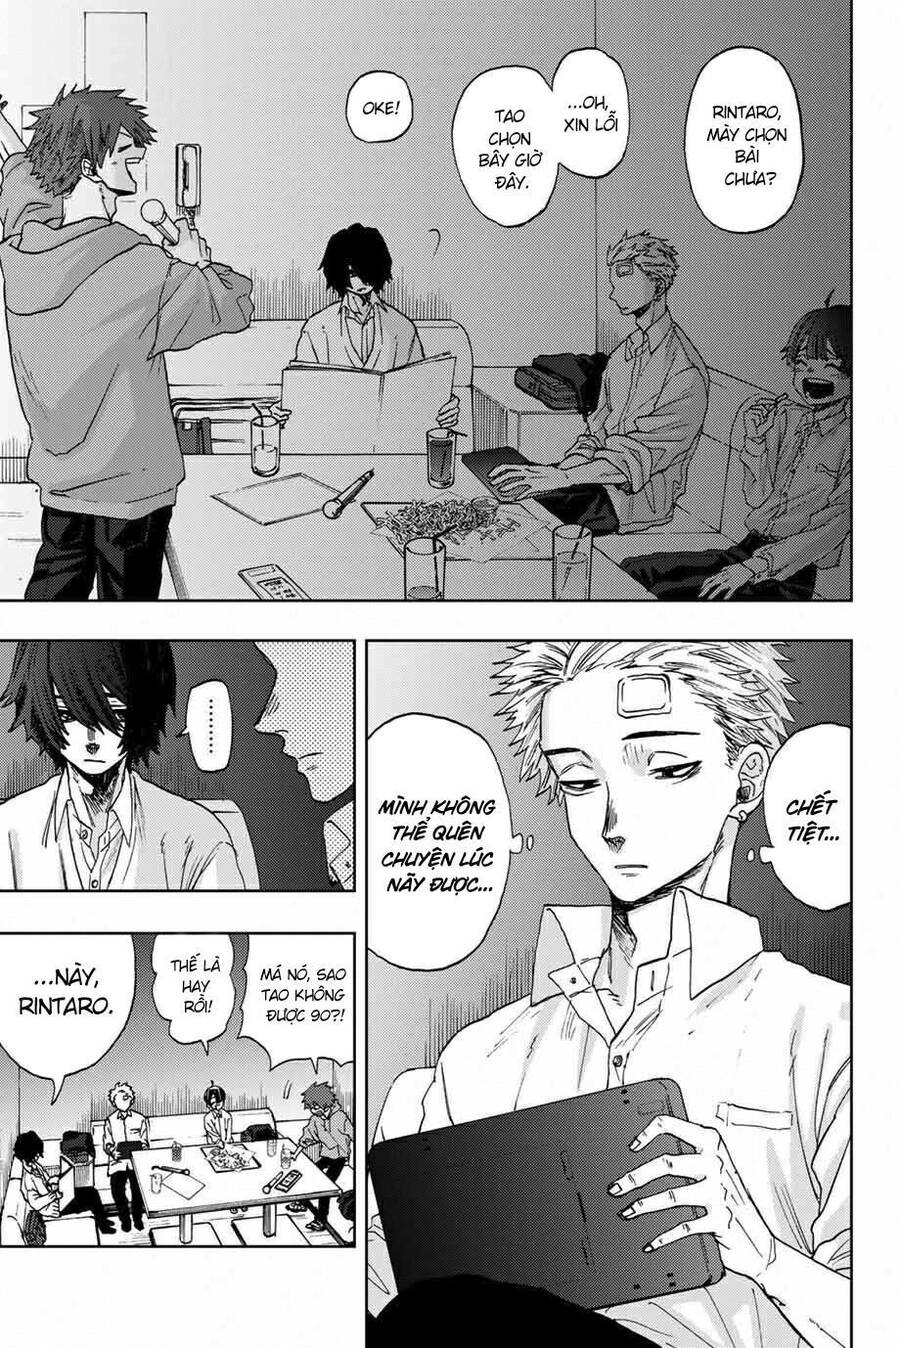 RINTARO,
MÀY CHỌN
BÀI
CHƯA?
...OH,
XIN LỖI
TAO
CHỌN
BÂY GIỜ
ĐÂY.
OKE!
?
CHẾT
TIỆT...
MÌNH KHÔNG
THỂ QUÊN
CHUYỆN LÚC
NÃY ĐƯỢC...
.........
MÁ NÓ, SAO
TAO KHÔNG
ĐƯỢC 90?!
THẾ LÀ
HAY
RỒI!
...NÀY,
RINTARO.